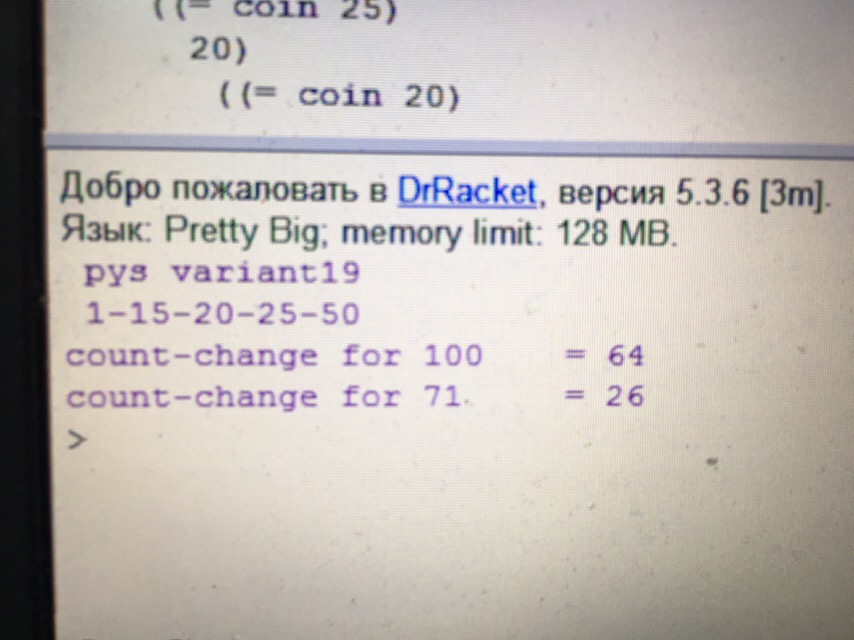 ((= coin 25)
20)
((= coin 20)
Добро пожаловать в DrRacket, версия 5.3.6 [3m].
Язык: Pretty Big; memory limit: 128 MB.
pys variant19
1-15-20-25-50
count-change for 100 = 64
count-change for 71. = 26
>